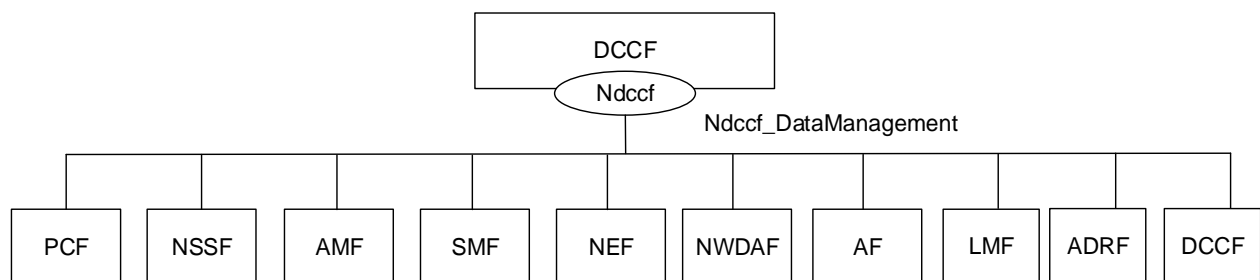 DCCF
Ndccf
Ndccf_DataManagement
PCF NSSF AMF SMF NEF NWDAF AF LMF ADRF DCCF